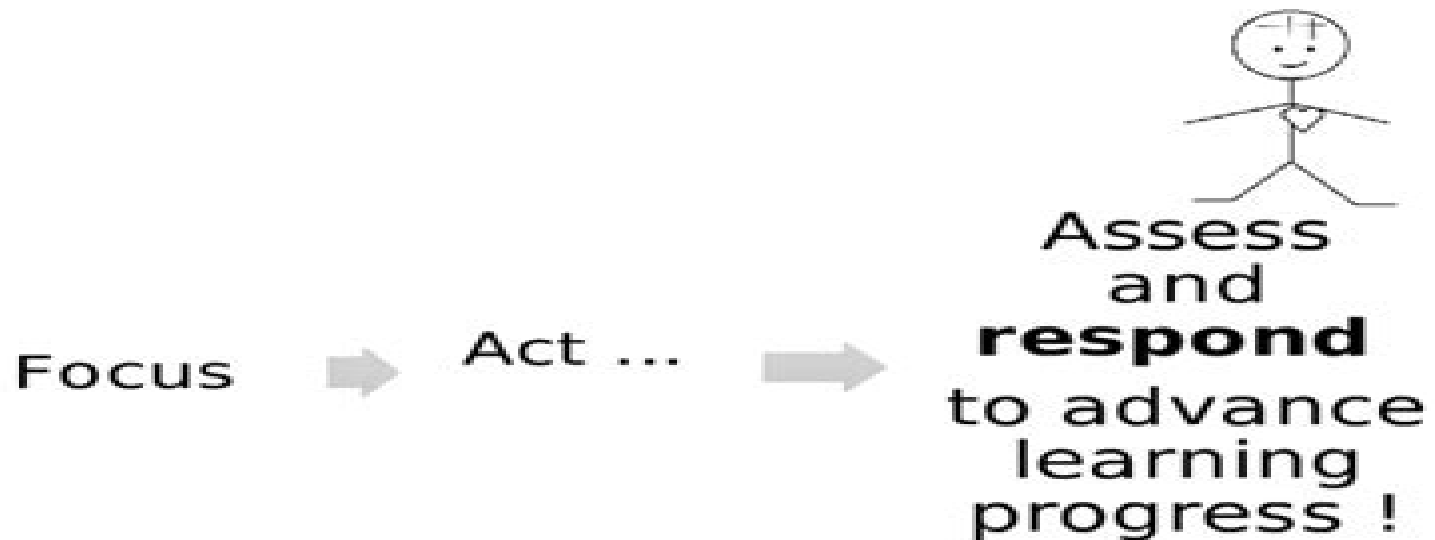 Focus
Act ...
Assess
and
respond
to advance
learning
progress !